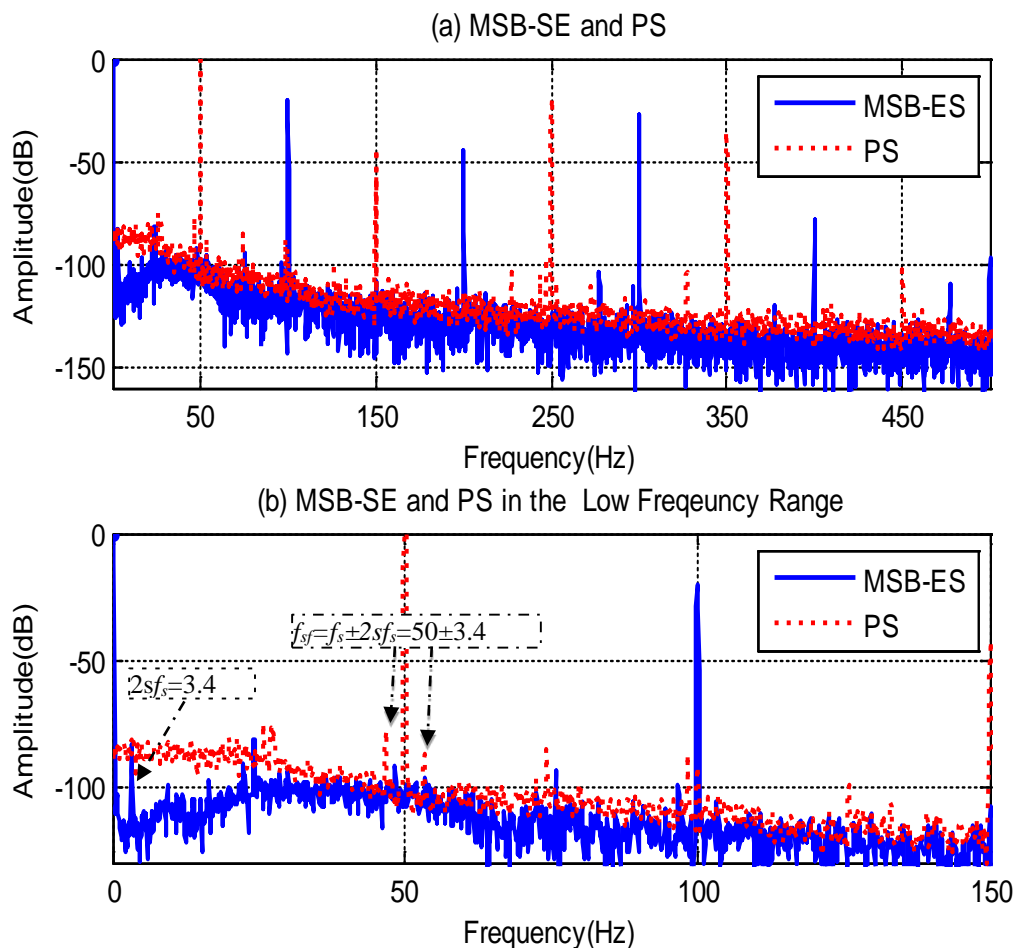 (a) MSB-SE and PS
0
-50
-100
-150
Amplitude(dB)
MSB-ES
PS
50
150
250
350
450
Frequency(Hz)
(b) MSB-SE and PS in the Low Freqeuncy Range
0
-50
-100
Amplitude(dB)
MSB-ES
PS
fsf=fs±2sfs=50±3.4
2sfs=3.4
0
50
100
150
Frequency(Hz)